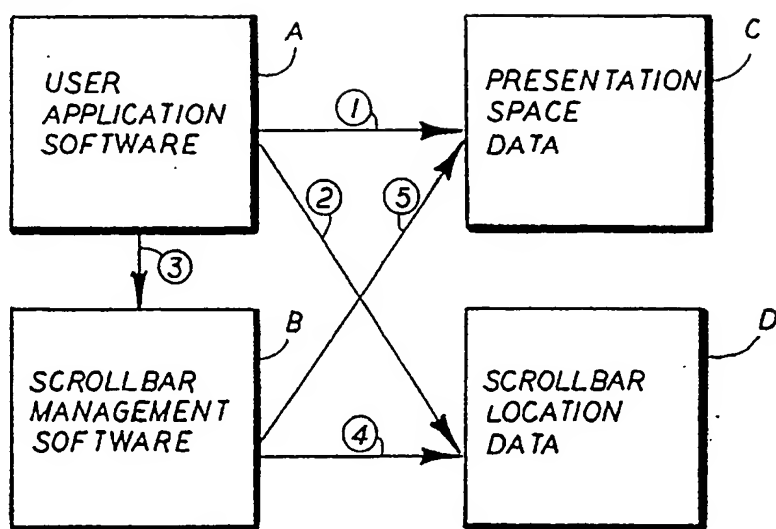 A
USER
APPLICATION
SOFTWARE
1
C
PRESENTATION
SPACE
DATA
2
5
3
B
SCROLLBAR
MANAGEMENT
SOFTWARE
4
D
SCROLLBAR
LOCATION
DATA